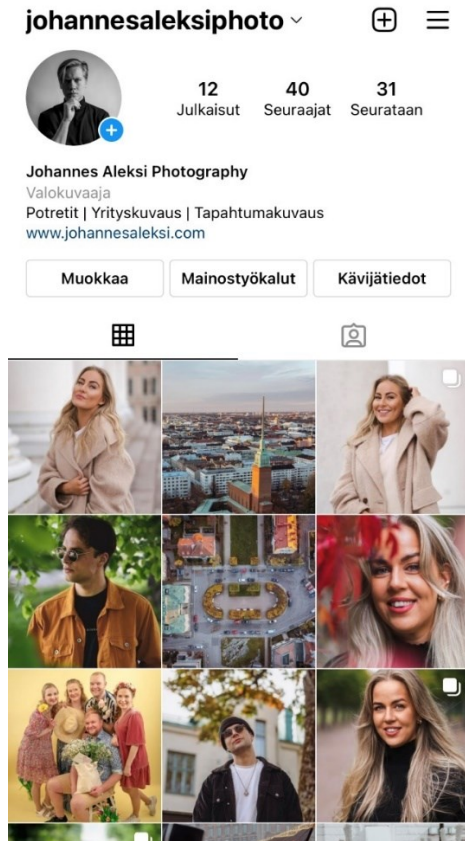 johannesaleksiphoto
12 40 31
Julkaisut Seuraajat Seurataan
Johannes Aleksi Photography
Valokuvaaja
Potretit | Yrityskuvaus | Tapahtumakuvaus
www.johannesaleksi.com
Muokkaa Mainostyökalut Kävijätiedot